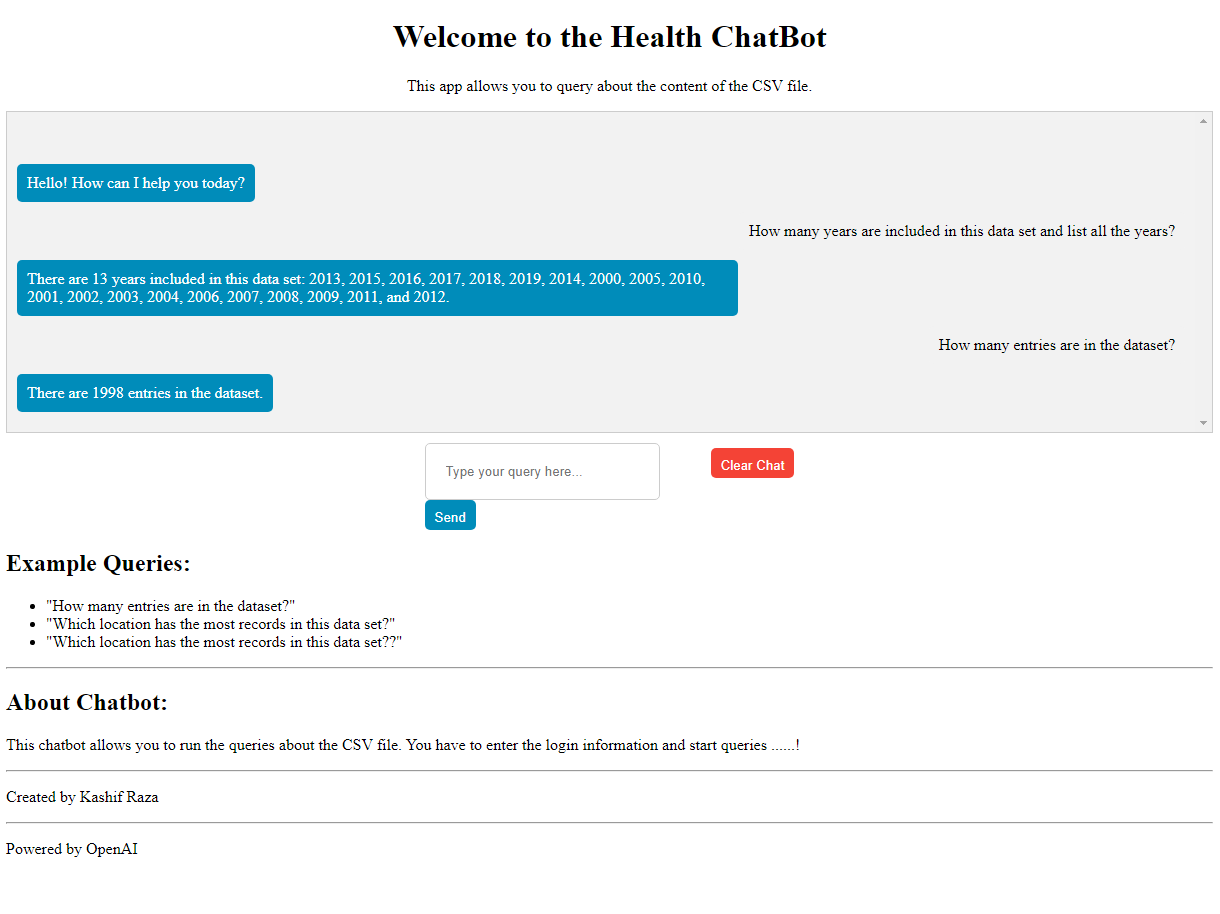 Welcome to the Health ChatBot
This app allows you to query about the content of the CSV file.
Hello! How can I help you today?
How many years are included in this data set and list all the years?
There are 13 years included in this data set: 2013, 2015, 2016, 2017, 2018, 2019, 2014, 2000, 2005, 2010,
2001, 2002, 2003, 2004, 2006, 2007, 2008, 2009, 2011, and 2012.
How many entries are in the dataset?
There are 1998 entries in the dataset.
Type your query here...
Clear Chat
Send
Example Queries:
"How many entries are in the dataset?"
"Which location has the most records in this data set?"
"Which location has the most records in this data set??"
About Chatbot:
This chatbot allows you to run the queries about the CSV file. You have to enter the login information and start queries ......!
Created by Kashif Raza
Powered by OpenAI